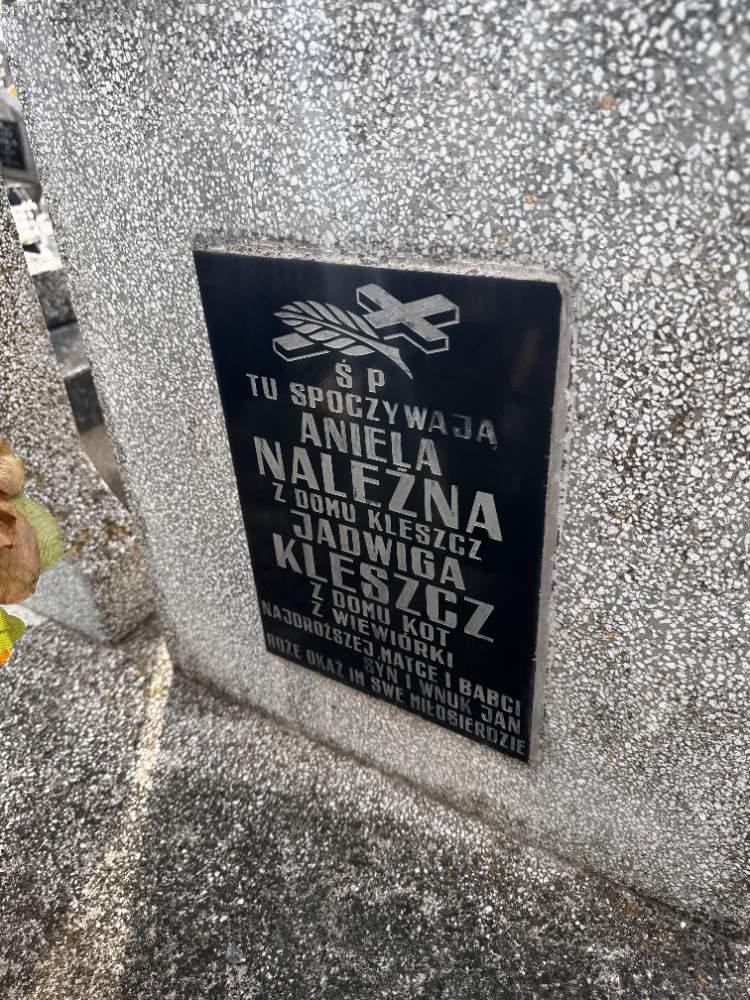 Ś P
TU SPOCZYWAJĄ
ANIELA
NALEŹNA
Z DOMU KLESZCZ
JADWIGA
KLESZCZ
Z DOMU KOT
Z WIEWIÓRKI
NAJDROŻSZEJ MATCE I BABCI
SYN I WNUK JAN
BOŻE OKAŻ IM SWE MIŁOSIERDZIE